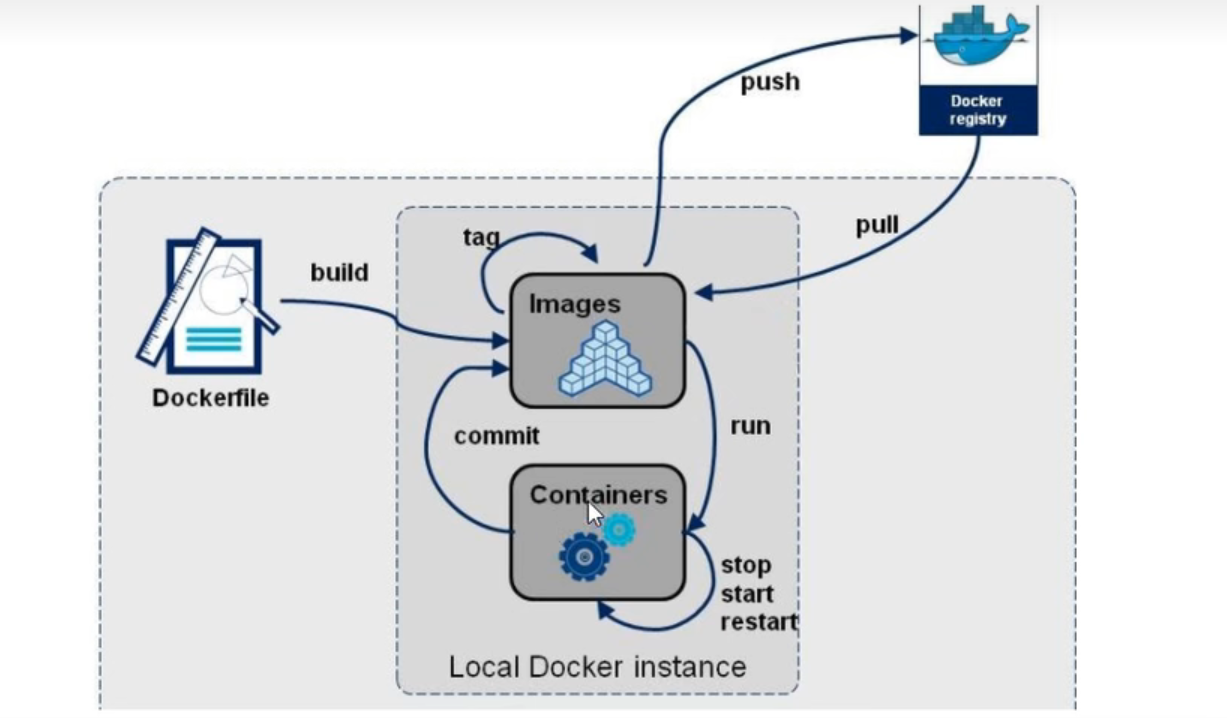 push
Docker
registry
pull
tag
build
Images
Dockerfile
commit
run
Containers
stop
start
restart
Local Docker instance